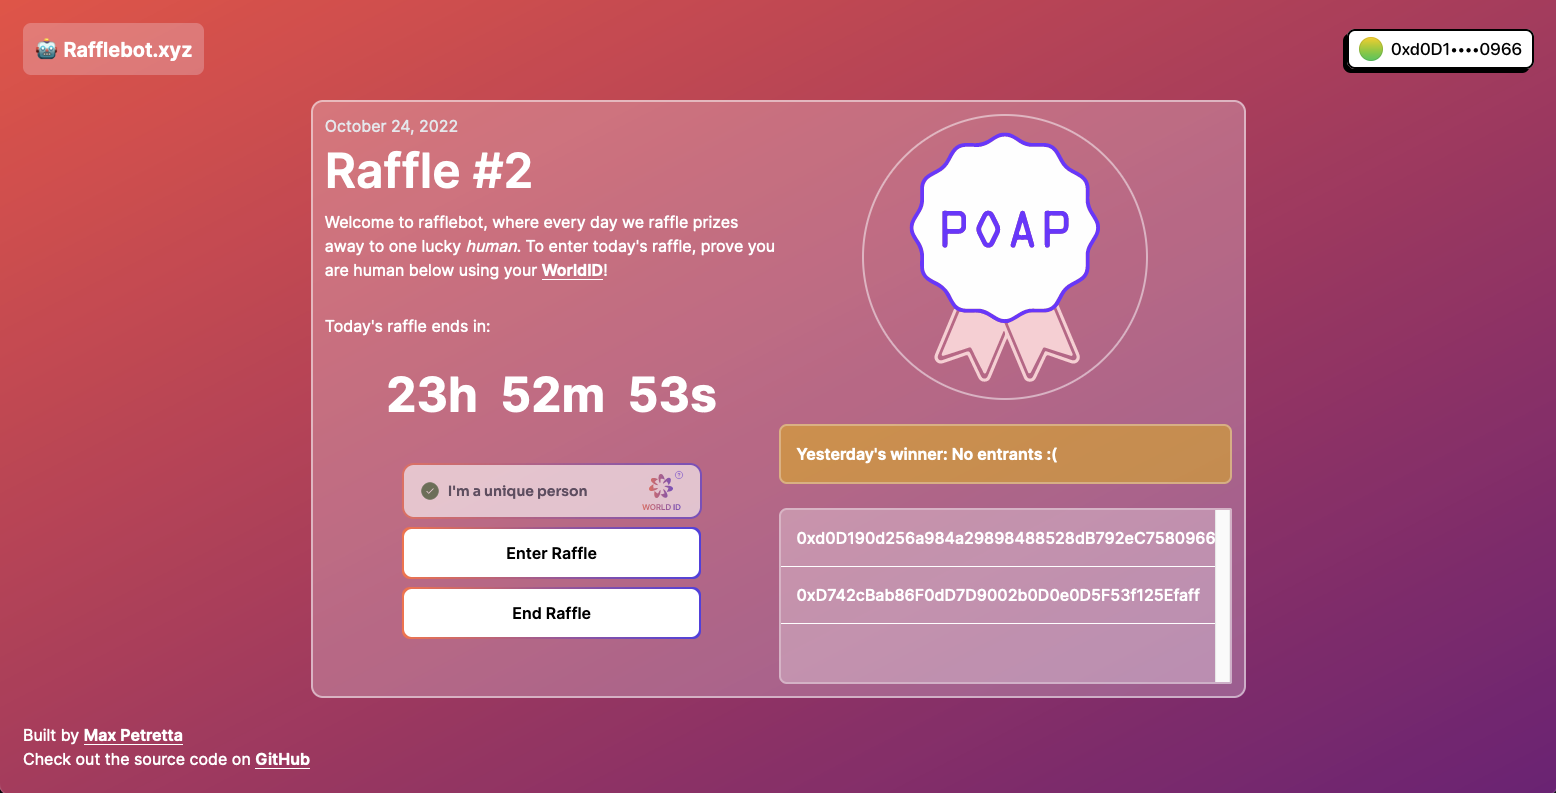 Rafflebot.xyz
0xd0D1••••0966
October 24, 2022
Raffle #2
Welcome to rafflebot, where every day we raffle prizes
away to one lucky human. To enter today's raffle, prove you
are human below using your WorldID!
Today's raffle ends in:
23h 52m 53s
I'm a unique person
WORLD ID
Enter Raffle
End Raffle
POAP
Yesterday's winner: No entrants :(
0xd0D190d256a984a29898488528dB792eC7580966
0xD742cBab86F0dD7D9002b0D0e0D5F53f125Efaff
Built by Max Petretta
Check out the source code on GitHub